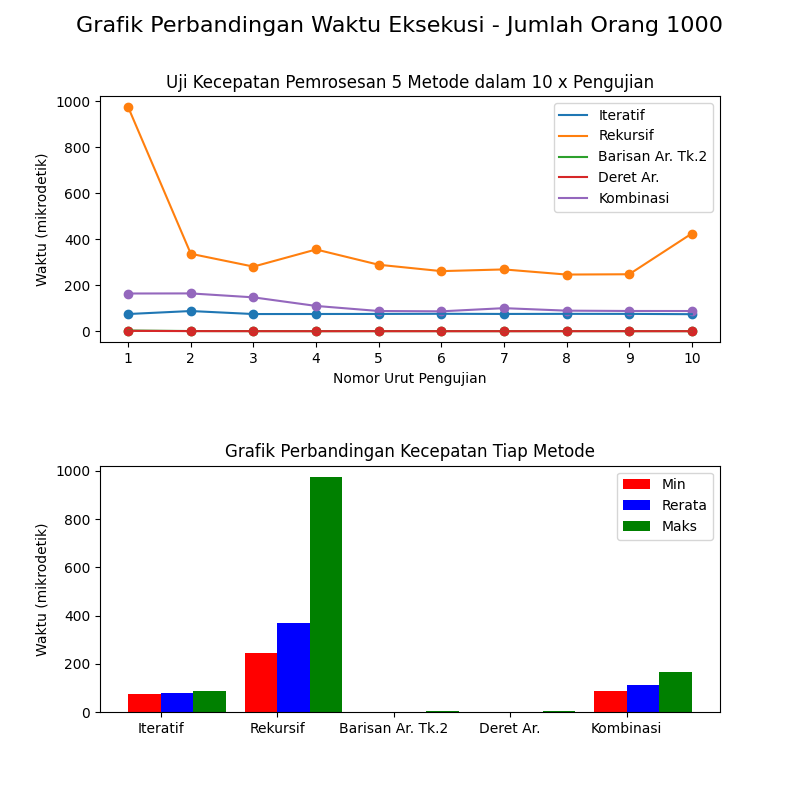 Grafik Perbandingan Waktu Eksekusi - Jumlah Orang 1000
Uji Kecepatan Pemrosesan 5 Metode dalam 10 x Pengujian
1000
800
600
400
200
0
Waktu (mikrodetik)
Iteratif
Rekursif
Barisan Ar. Tk.2
Deret Ar.
Kombinasi
1 2 3 4 5 6 7 8 9 10
Nomor Urut Pengujian
Grafik Perbandingan Kecepatan Tiap Metode
1000
800
600
400
200
0
Waktu (mikrodetik)
Min
Rerata
Maks
Iteratif Rekursif Barisan Ar. Tk.2 Deret Ar. Kombinasi